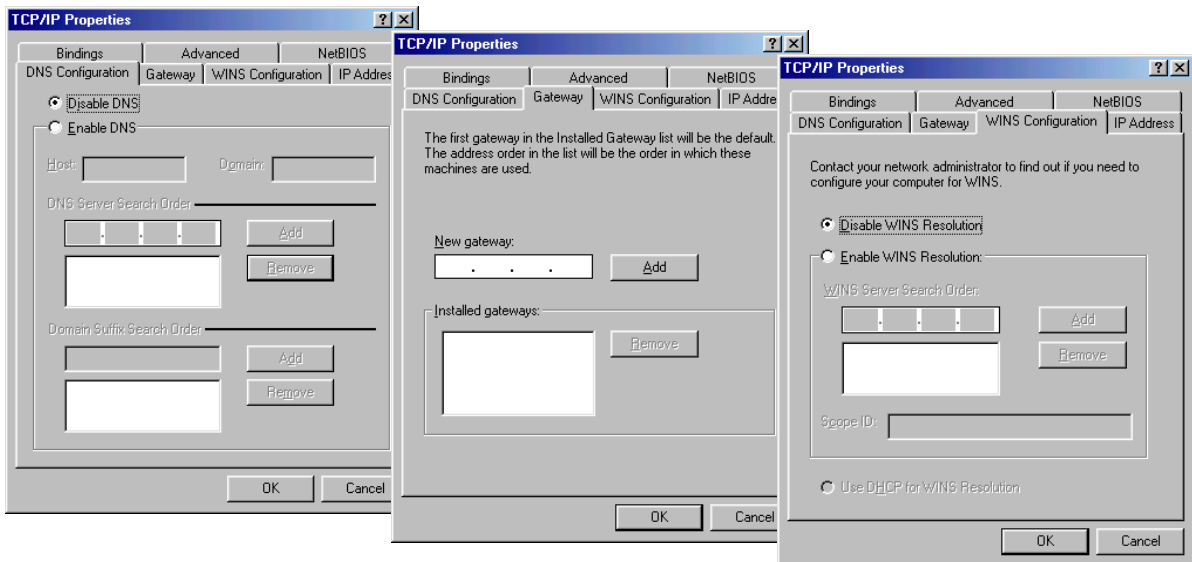 TCP/IP Properties
Bindings
Advanced
NetBIOS
DNS Configuration
Gateway
WINS Configuration
IP Addres
Disable DNS
Enable DNS
Host:
Domain:
DNS Server Search Order
Add
Remove
Domain Suffix Search Order
Add
Remove
OK
Cancel
TCP/IP Properties
Bindings
Advanced
NetBIOS
DNS Configuration
Gateway
WINS Configuration
IP Addre
The first gateway in the Installed Gateway list will be the default.
The address order in the list will be the order in which these
machines are used.
New gateway:
Add
Installed gateways:
Remove
OK
Cancel
TCP/IP Properties
Bindings
Advanced
NetBIOS
DNS Configuration
Gateway
WINS Configuration
IP Address
Contact your network administrator to find out if you need to
configure your computer for WINS.
Disable WINS Resolution
Enable WINS Resolution:
WINS Server Search Order:
Add
Remove
Scope ID:
Use DHCP for WINS Resolution
OK
Cancel